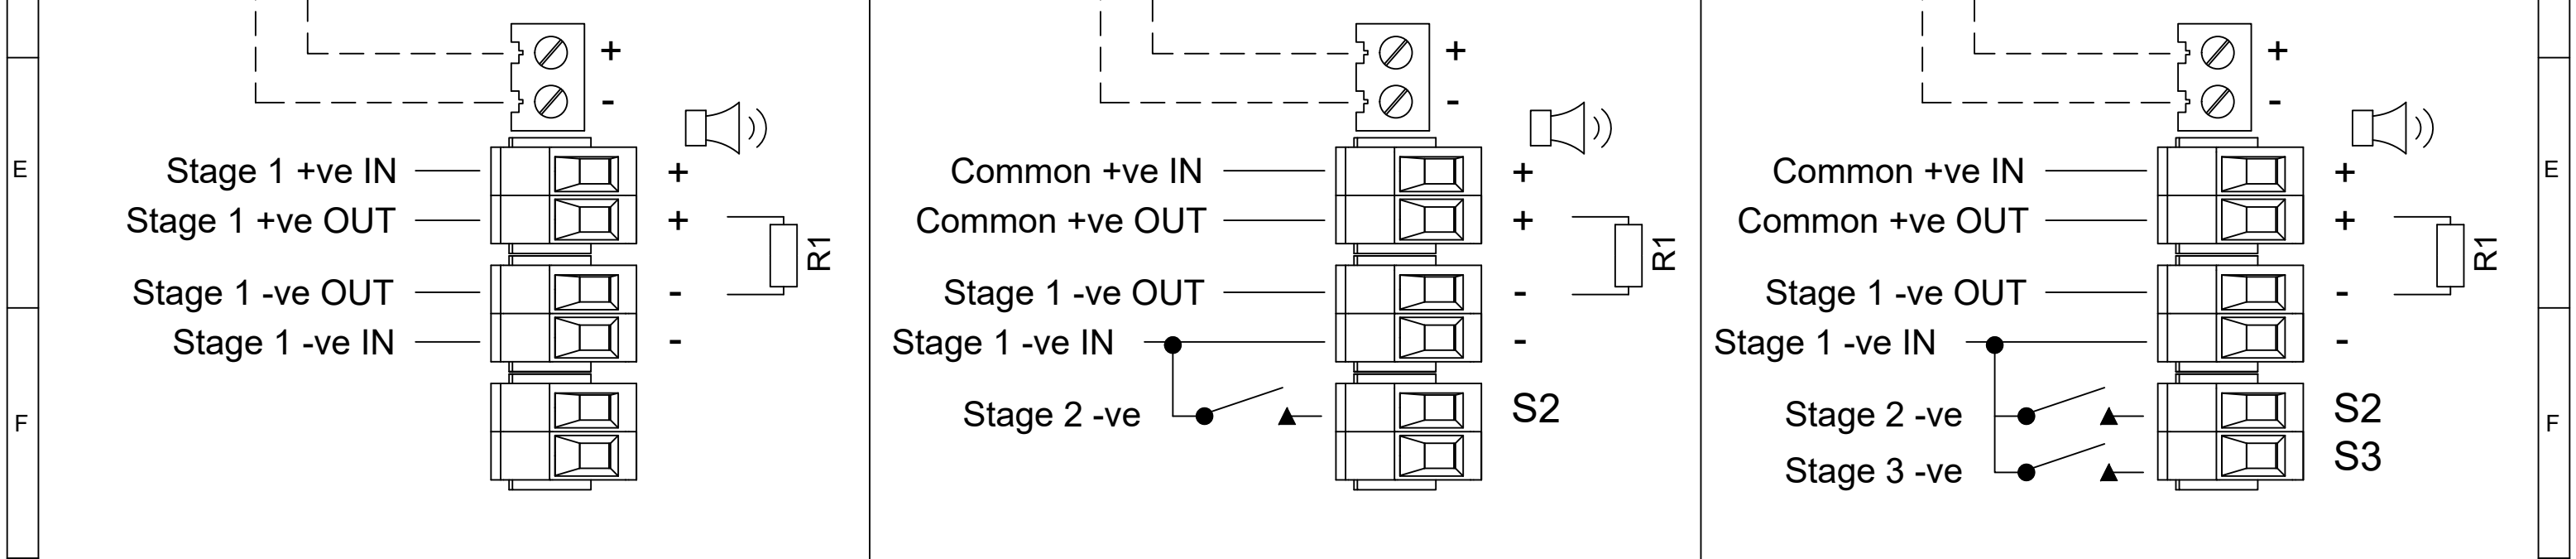 +
-
Stage 1 +ve IN
+
Stage 1 +ve OUT
+
R1
Stage 1 -ve OUT
-
Stage 1 -ve IN
-
+
-
Common +ve IN
+
Common +ve OUT
+
R1
Stage 1 -ve OUT
-
Stage 1 -ve IN
-
Stage 2 -ve
S2
+
-
Common +ve IN
+
Common +ve OUT
+
R1
Stage 1 -ve OUT
-
Stage 1 -ve IN
-
Stage 2 -ve
S2
Stage 3 -ve
S3
E
F
E
F